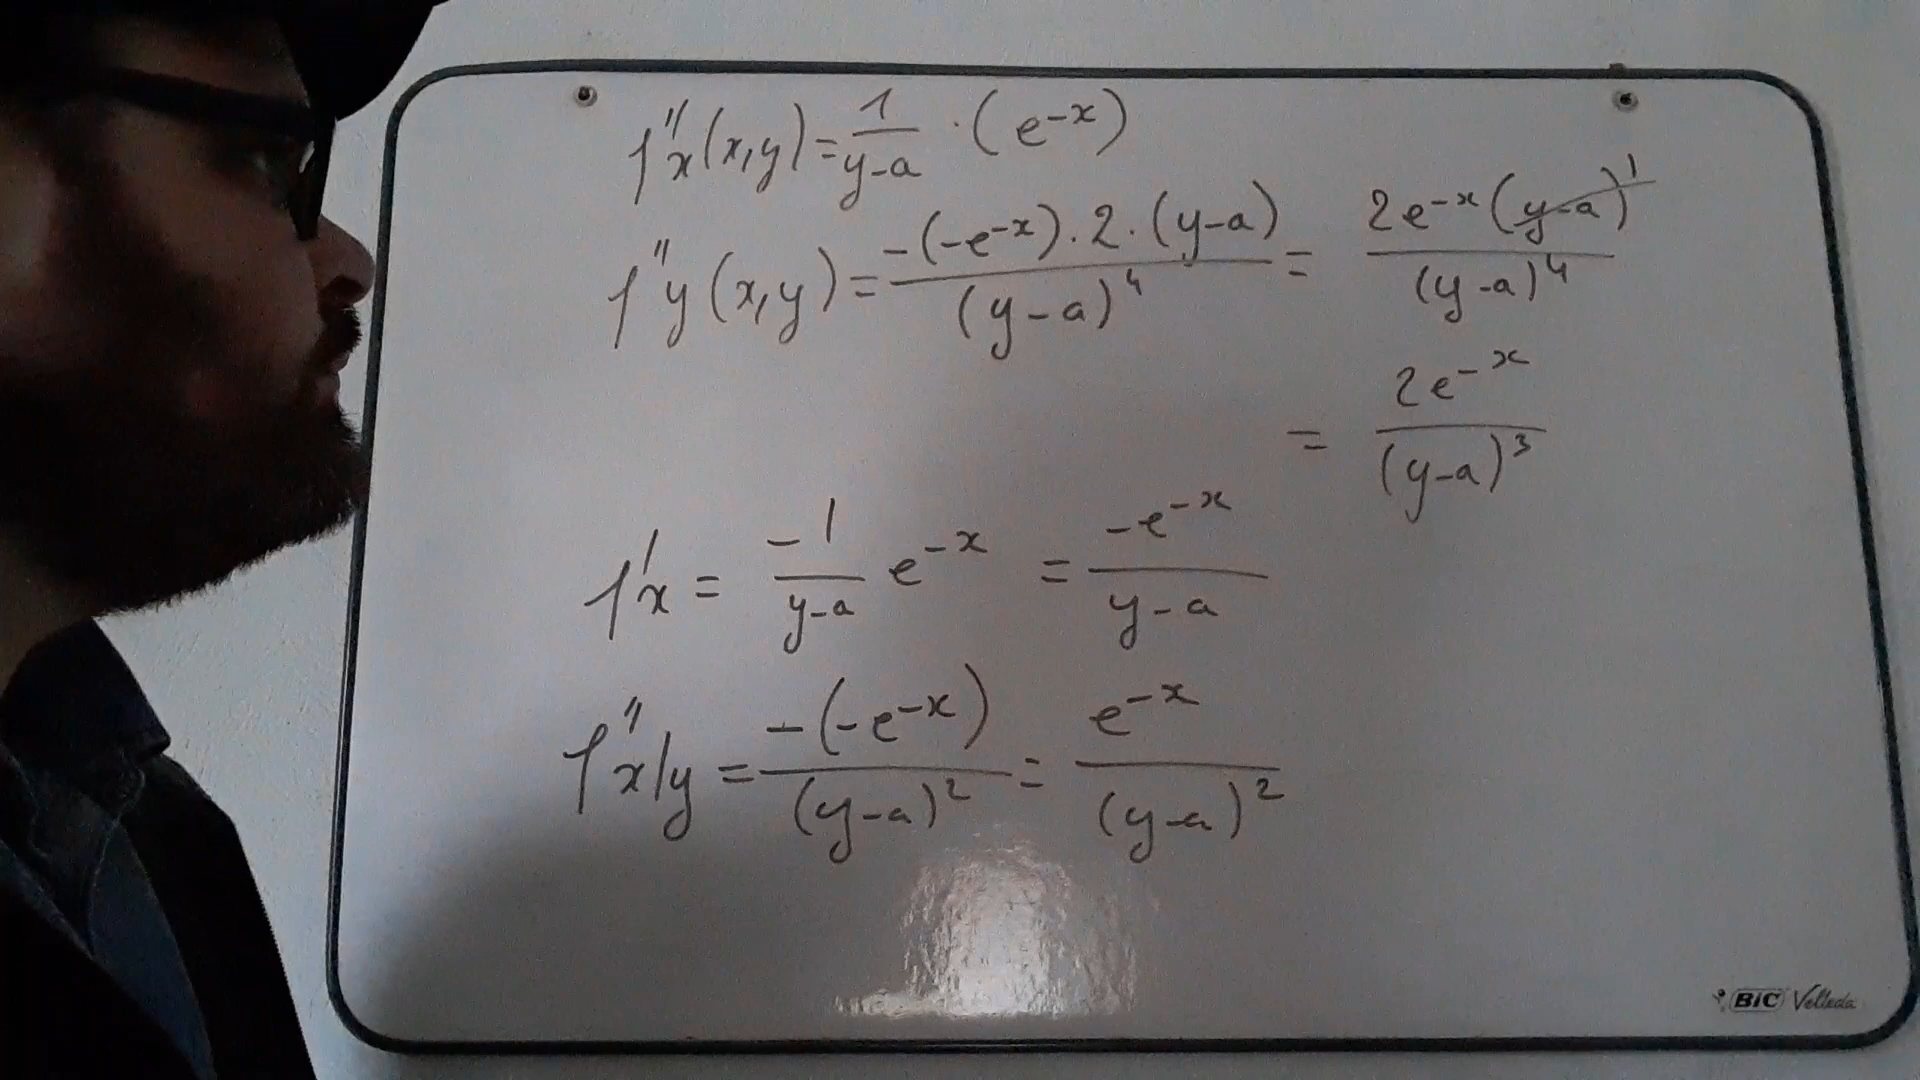 f''x(x,y) = 1/(y-a) · (e^-x)
f''y(x,y) = -(-e^-x)·2·(y-a)/(y-a)^4 = 2e^-x(y-a)^1/(y-a)^4
= 2e^-x/(y-a)^3
f'x = -1/(y-a) e^-x = -e^-x/(y-a)
f''x/y = -(-e^-x)/(y-a)^2 = e^-x/(y-a)^2
BIC Velleda